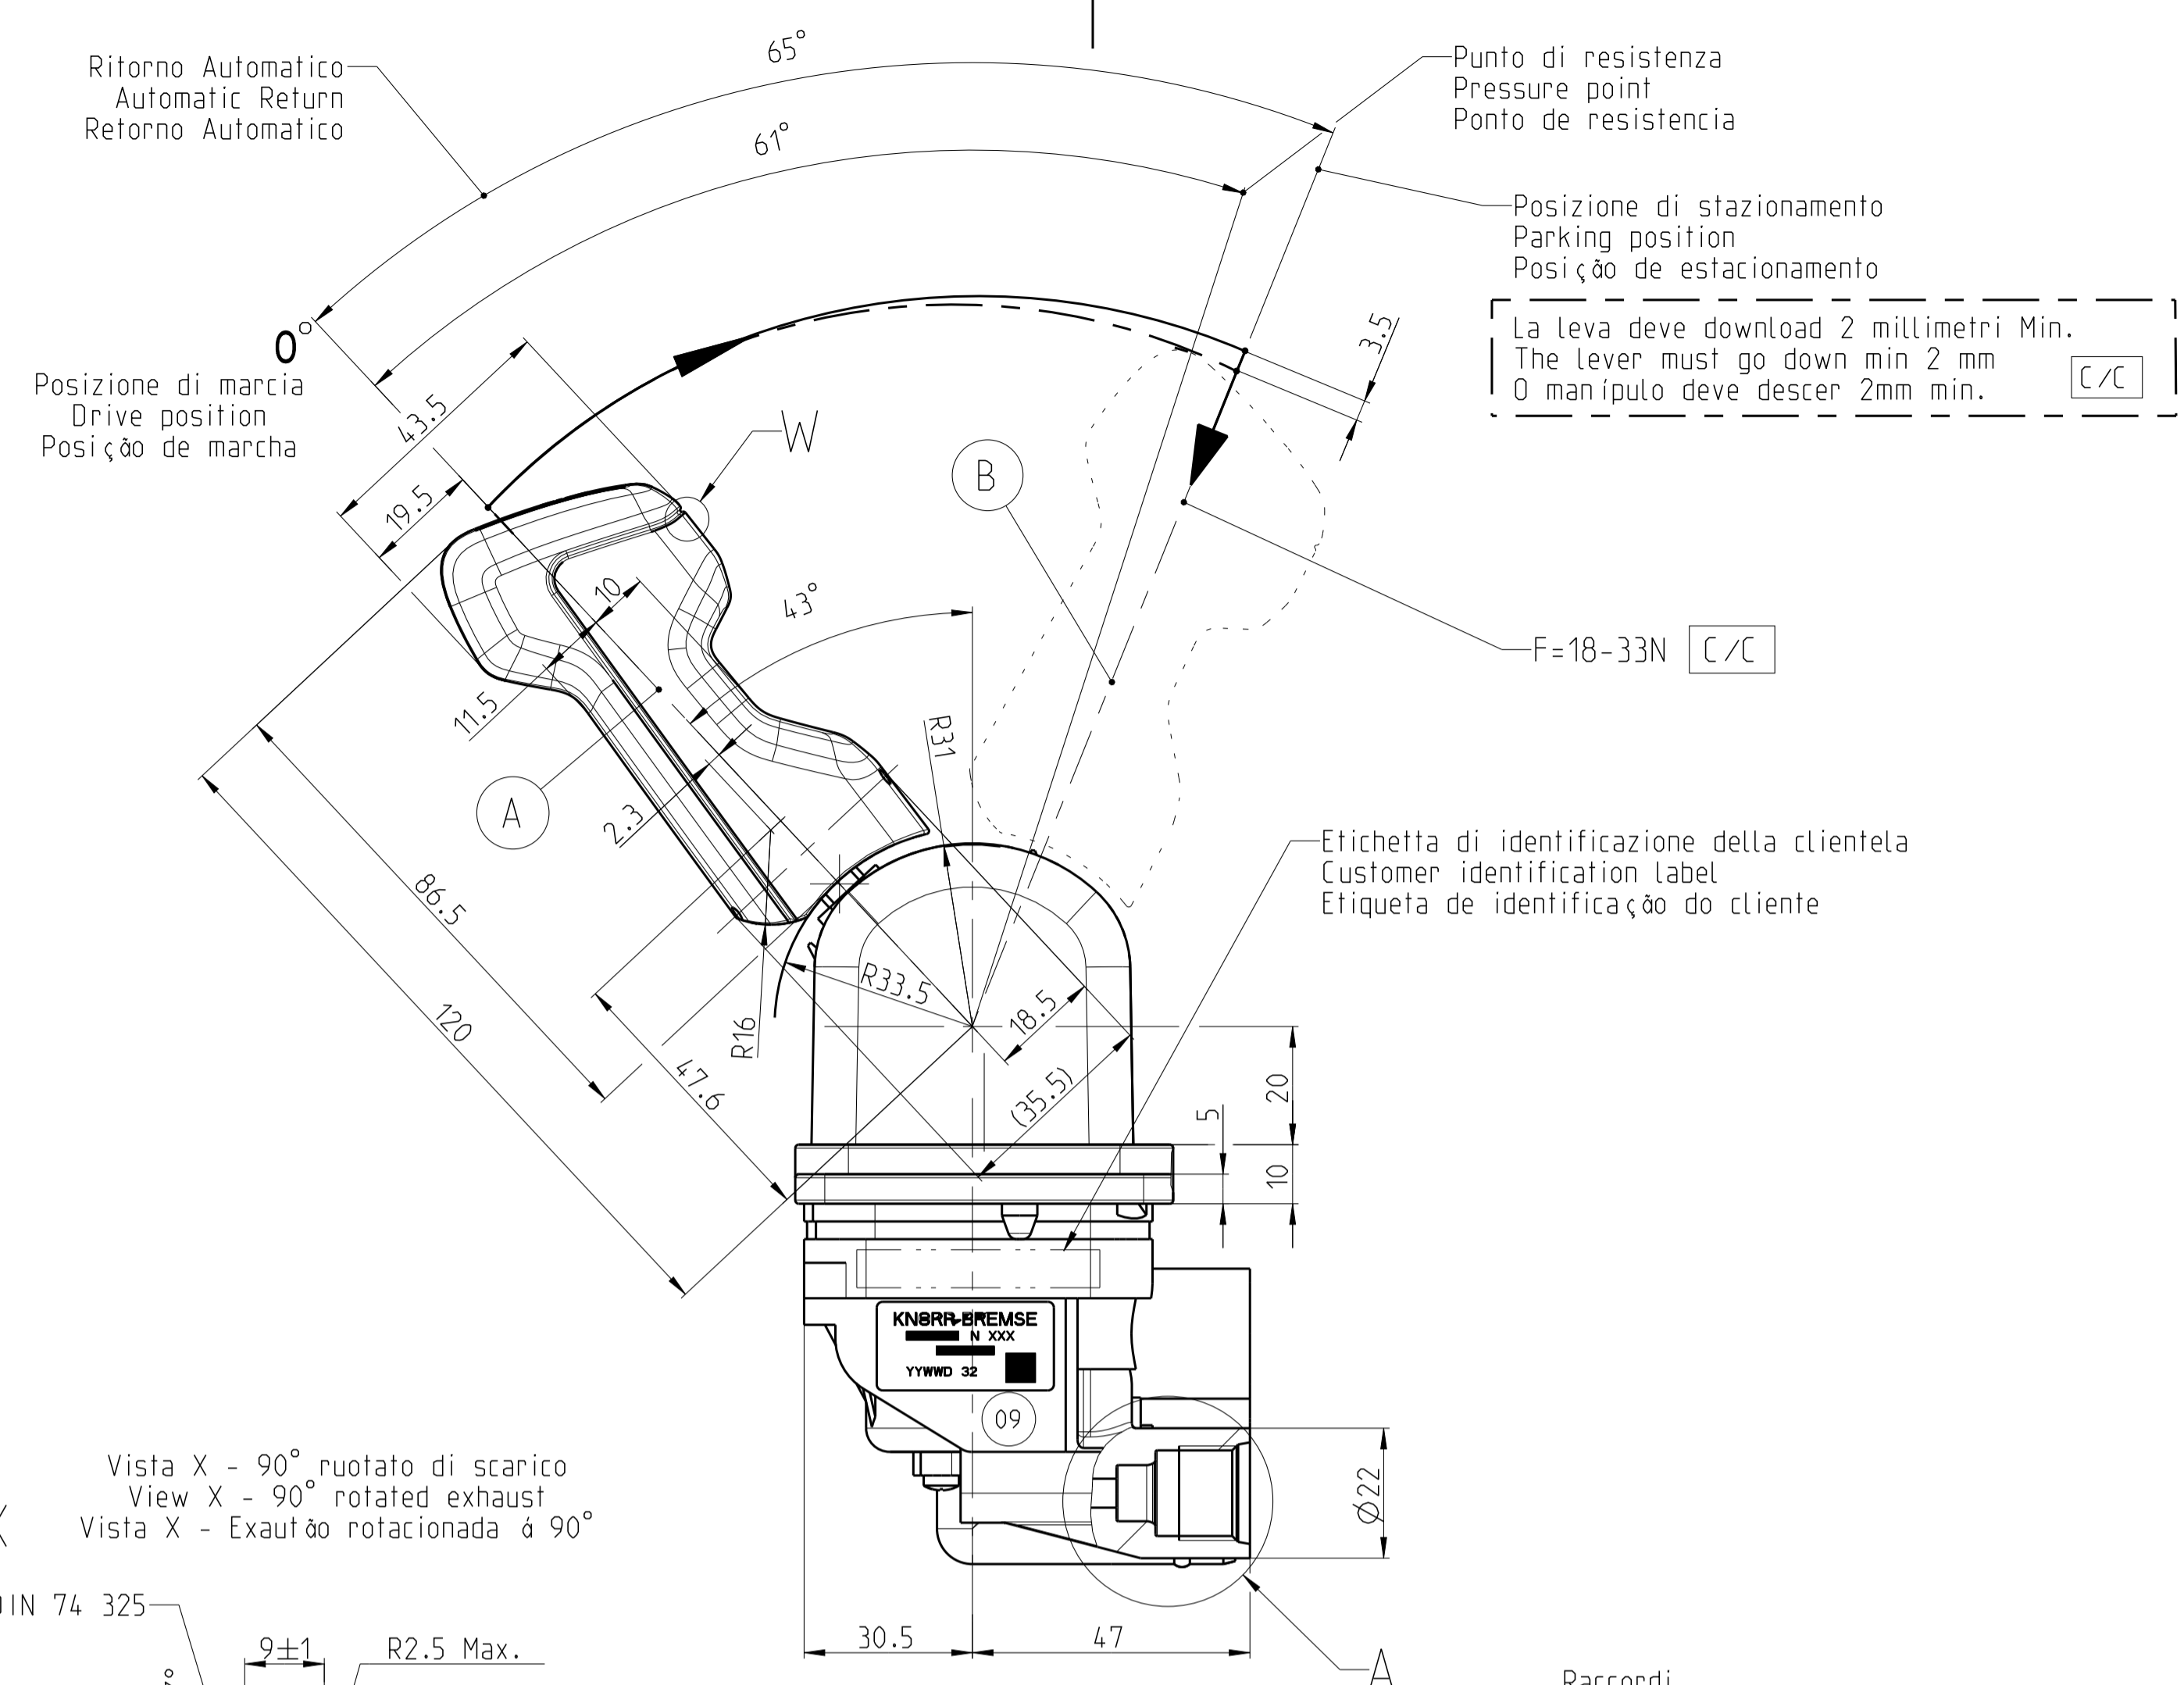 65°
67°
Ritorno Automatico
Automatic Return
Retorno Automatico
Punto di resistenza
Pressure point
Ponto de resistencia
Posizione di stazionamento
Parking position
Posição de estacionamento
La leva deve download 2 millimetri Min.
The lever must go down min 2 mm
O manípulo deve descer 2mm min.
C/C
3.5
0°
Posizione di marcia
Drive position
Posição de marcha
43.5
19.5
W
B
10
43°
11.5
F=18-33N C/C
R31
A
2.3
Etichetta di identificazione della clientela
Customer identification label
Etiqueta de identificação do cliente
86.5
120
R33.5
R16
47.6
18.5
(35.5)
20
5
10
KNORR-BREMSE
N XXX
YYWWD 32
09
Ø22
Vista X - 90° ruotato di scarico
View X - 90° rotated exhaust
Vista X - Exautão rotacionada á 90°
DIN 74 325
9±1
R2.5 Max.
30.5
47
A
Raccordi